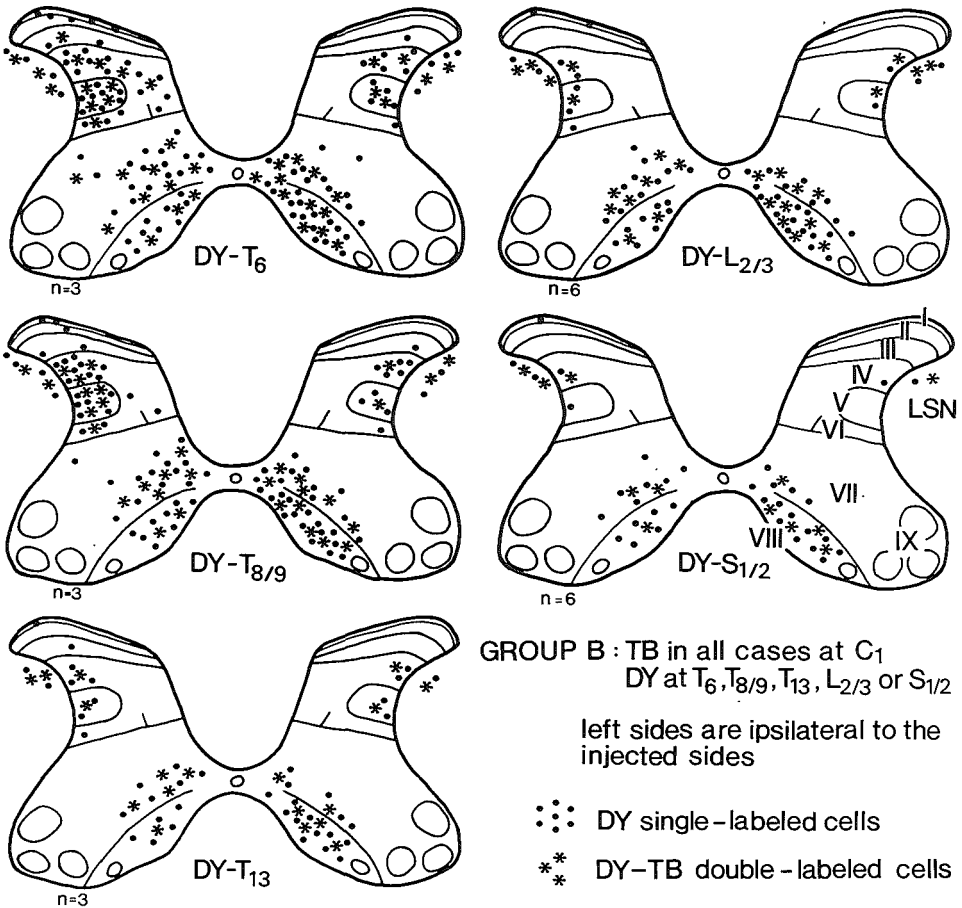 DY-T6
n=3
DY-L2/3
n=6
DY-T8/9
n=3
I
II
III
IV
V
VI
LSN
VII
VIII
IX
DY-S1/2
n=6
DY-T13
n=3
GROUP B : TB in all cases at C1
DY at T6,T8/9,T13, L2/3 or S1/2
left sides are ipsilateral to the
injected sides
DY single-labeled cells
DY-TB double-labeled cells